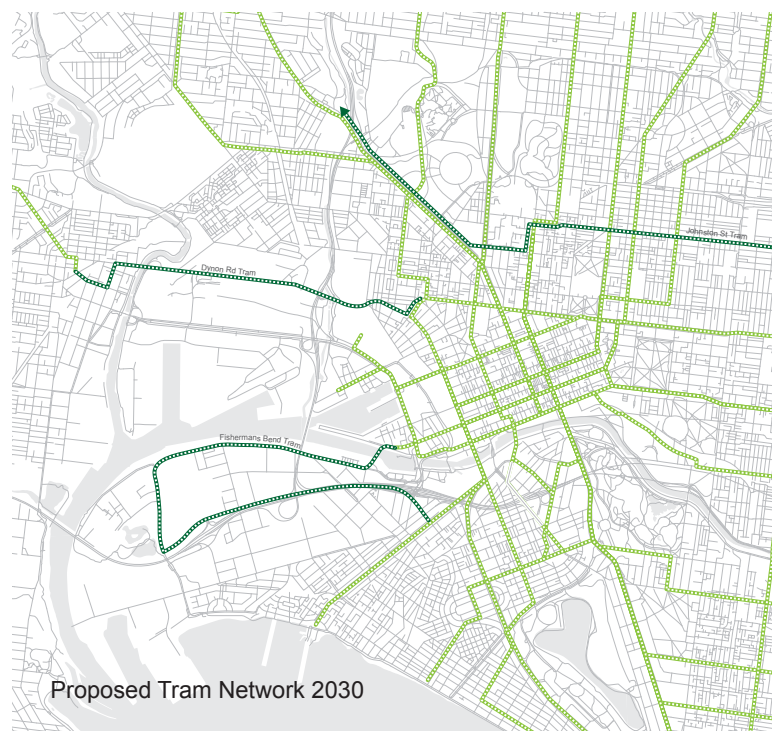 Johnston St Tram
Dynon Rd Tram
Fishermans Bend Tram
Proposed Tram Network 2030